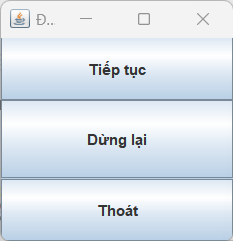 Đ...
Tiếp tục
Dừng lại
Thoát